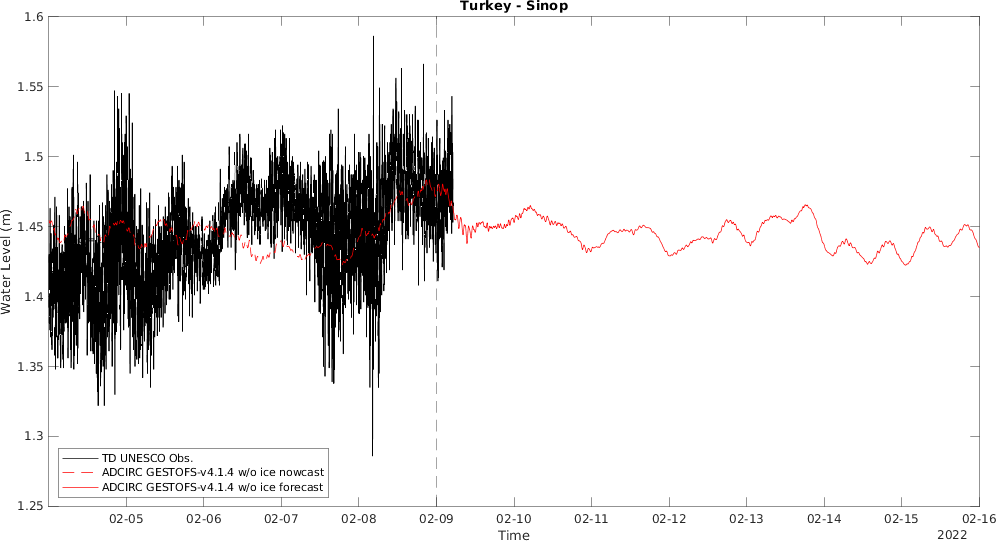 Turkey - Sinop
1.6
1.55
1.5
1.45
1.4
1.35
1.3
1.25
Water Level (m)
TD UNESCO Obs.
ADCIRC GESTOFS-v4.1.4 w/o ice nowcast
ADCIRC GESTOFS-v4.1.4 w/o ice forecast
02-05 02-06 02-07 02-08 02-09 02-10 02-11 02-12 02-13 02-14 02-15 02-16
Time
2022